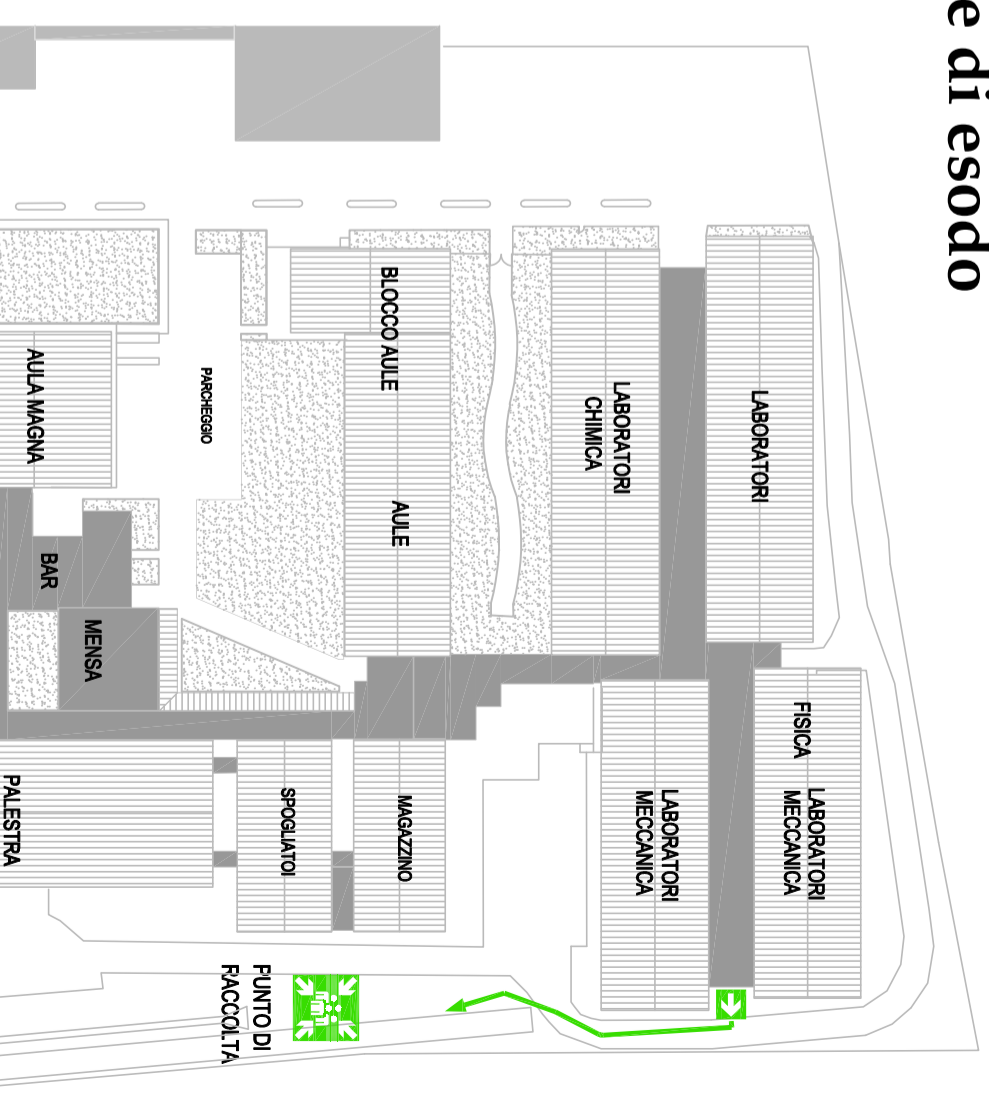 e di esodo
FISICA
LABORATORI
MECCANICA
LABORATORI
LABORATORI
MECCANICA
LABORATORI
CHIMICA
BLOCCO AULE
AULE
MAGAZZINO
SPOGLIATOI
PUNTO DI
RACCOLTA
PARCHEGGIO
MENSA
BAR
AULA MAGNA
PALESTRA